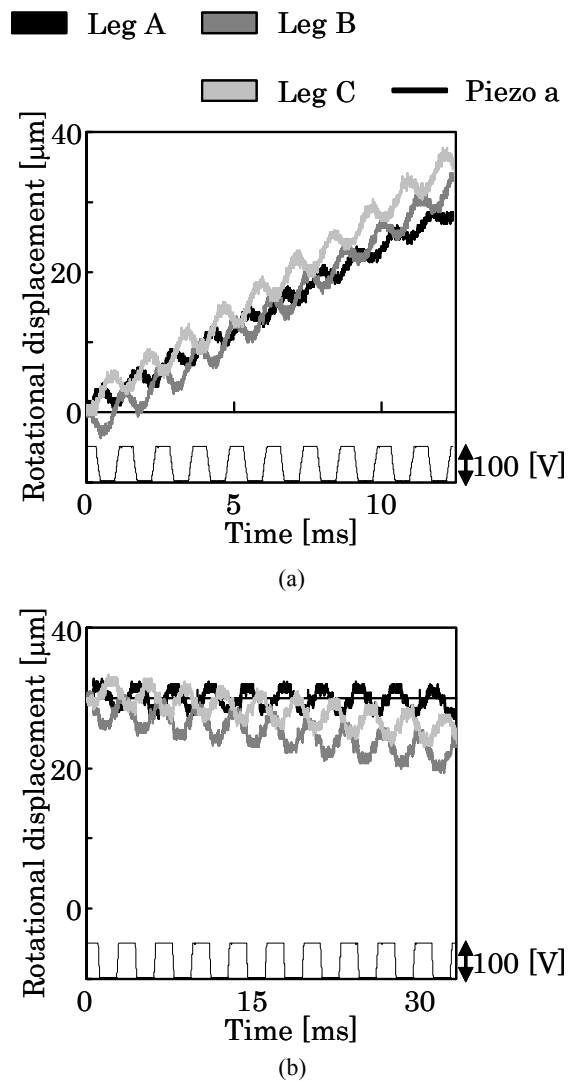 Leg A Leg B
Leg C Piezo a
Rotational displacement [μm]
40
20
0
100 [V]
0 5 10
Time [ms]
(a)
Rotational displacement [μm]
40
20
0
100 [V]
0 15 30
Time [ms]
(b)